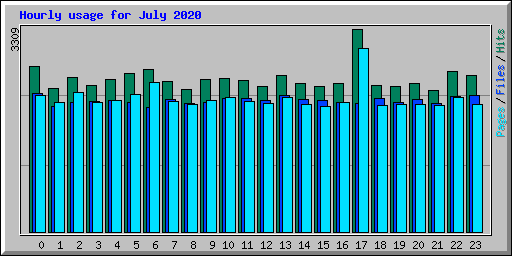 Hourly usage for July 2020
3309
Pages/Files/Hits
0 1 2 3 4 5 6 7 8 9 10 11 12 13 14 15 16 17 18 19 20 21 22 23